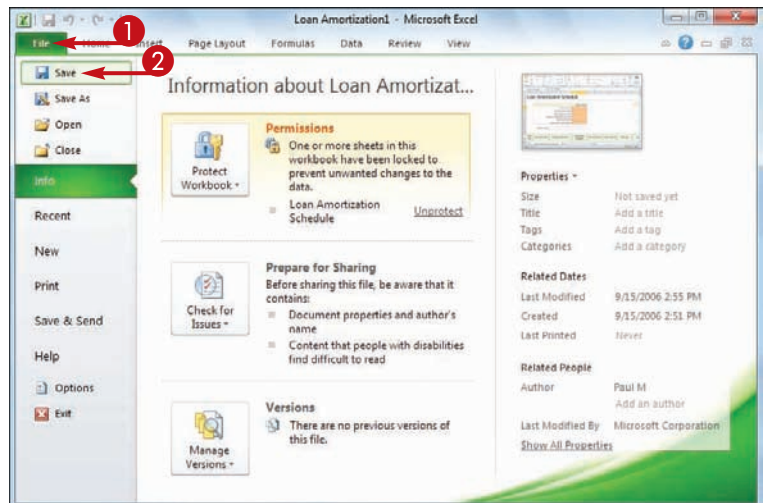 Loan Amortization1 - Microsoft Excel
File Home Insert Page Layout Formulas Data Review View
1
2
Save
Save As
Open
Close
Info
Recent
New
Print
Save & Send
Help
Options
Exit
Information about Loan Amortizat...
Protect
Workbook
Permissions
One or more sheets in this
workbook have been locked to
prevent unwanted changes to the
data.
Loan Amortization
Schedule
Unprotect
Check for
Issues
Prepare for Sharing
Before sharing this file, be aware that it
contains:
Document properties and author's
name
Content that people with disabilities
find difficult to read
Manage
Versions
Versions
There are no previous versions of
this file.
Properties
Size Not saved yet
Title Add a title
Tags Add a tag
Categories Add a category
Related Dates
Last Modified 9/15/2006 2:55 PM
Created 9/15/2006 2:51 PM
Last Printed Never
Related People
Author Paul M
Add an author
Last Modified By Microsoft Corporation
Show All Properties